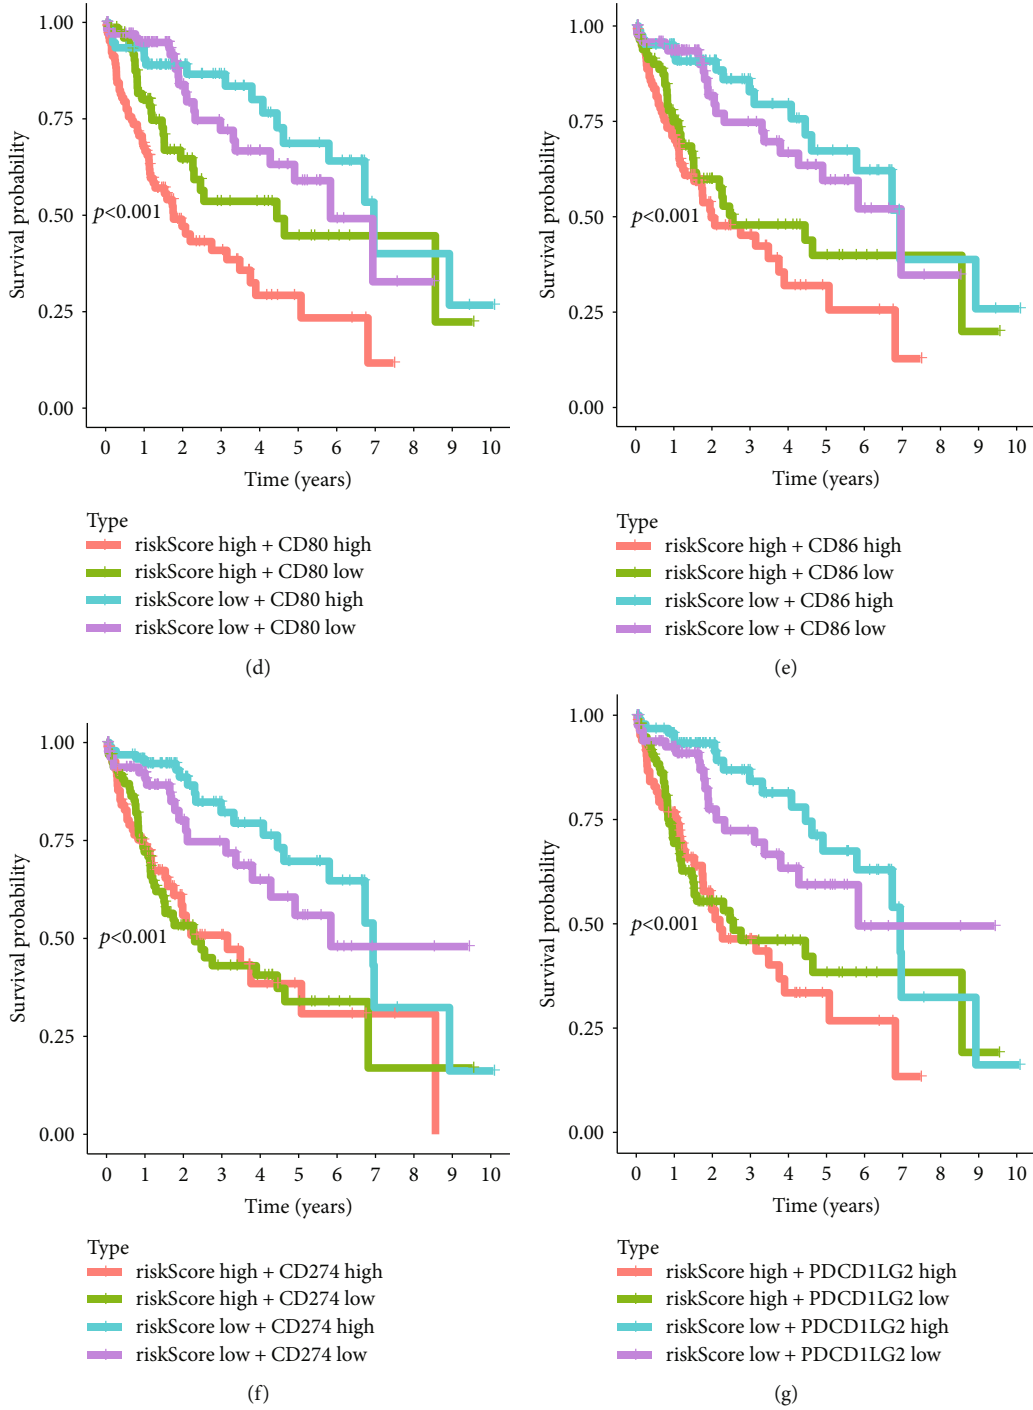 1.00
0.75
0.50
0.25
0.00
Survival probability
p<0.001
0 1 2 3 4 5 6 7 8 9 10
Time (years)
Type
riskScore high + CD80 high
riskScore high + CD80 low
riskScore low + CD80 high
riskScore low + CD80 low
(d)
1.00
0.75
0.50
0.25
0.00
Survival probability
p<0.001
0 1 2 3 4 5 6 7 8 9 10
Time (years)
Type
riskScore high + CD86 high
riskScore high + CD86 low
riskScore low + CD86 high
riskScore low + CD86 low
(e)
1.00
0.75
0.50
0.25
0.00
Survival probability
p<0.001
0 1 2 3 4 5 6 7 8 9 10
Time (years)
Type
riskScore high + CD274 high
riskScore high + CD274 low
riskScore low + CD274 high
riskScore low + CD274 low
(f)
1.00
0.75
0.50
0.25
0.00
Survival probability
p<0.001
0 1 2 3 4 5 6 7 8 9 10
Time (years)
Type
riskScore high + PDCD1LG2 high
riskScore high + PDCD1LG2 low
riskScore low + PDCD1LG2 high
riskScore low + PDCD1LG2 low
(g)